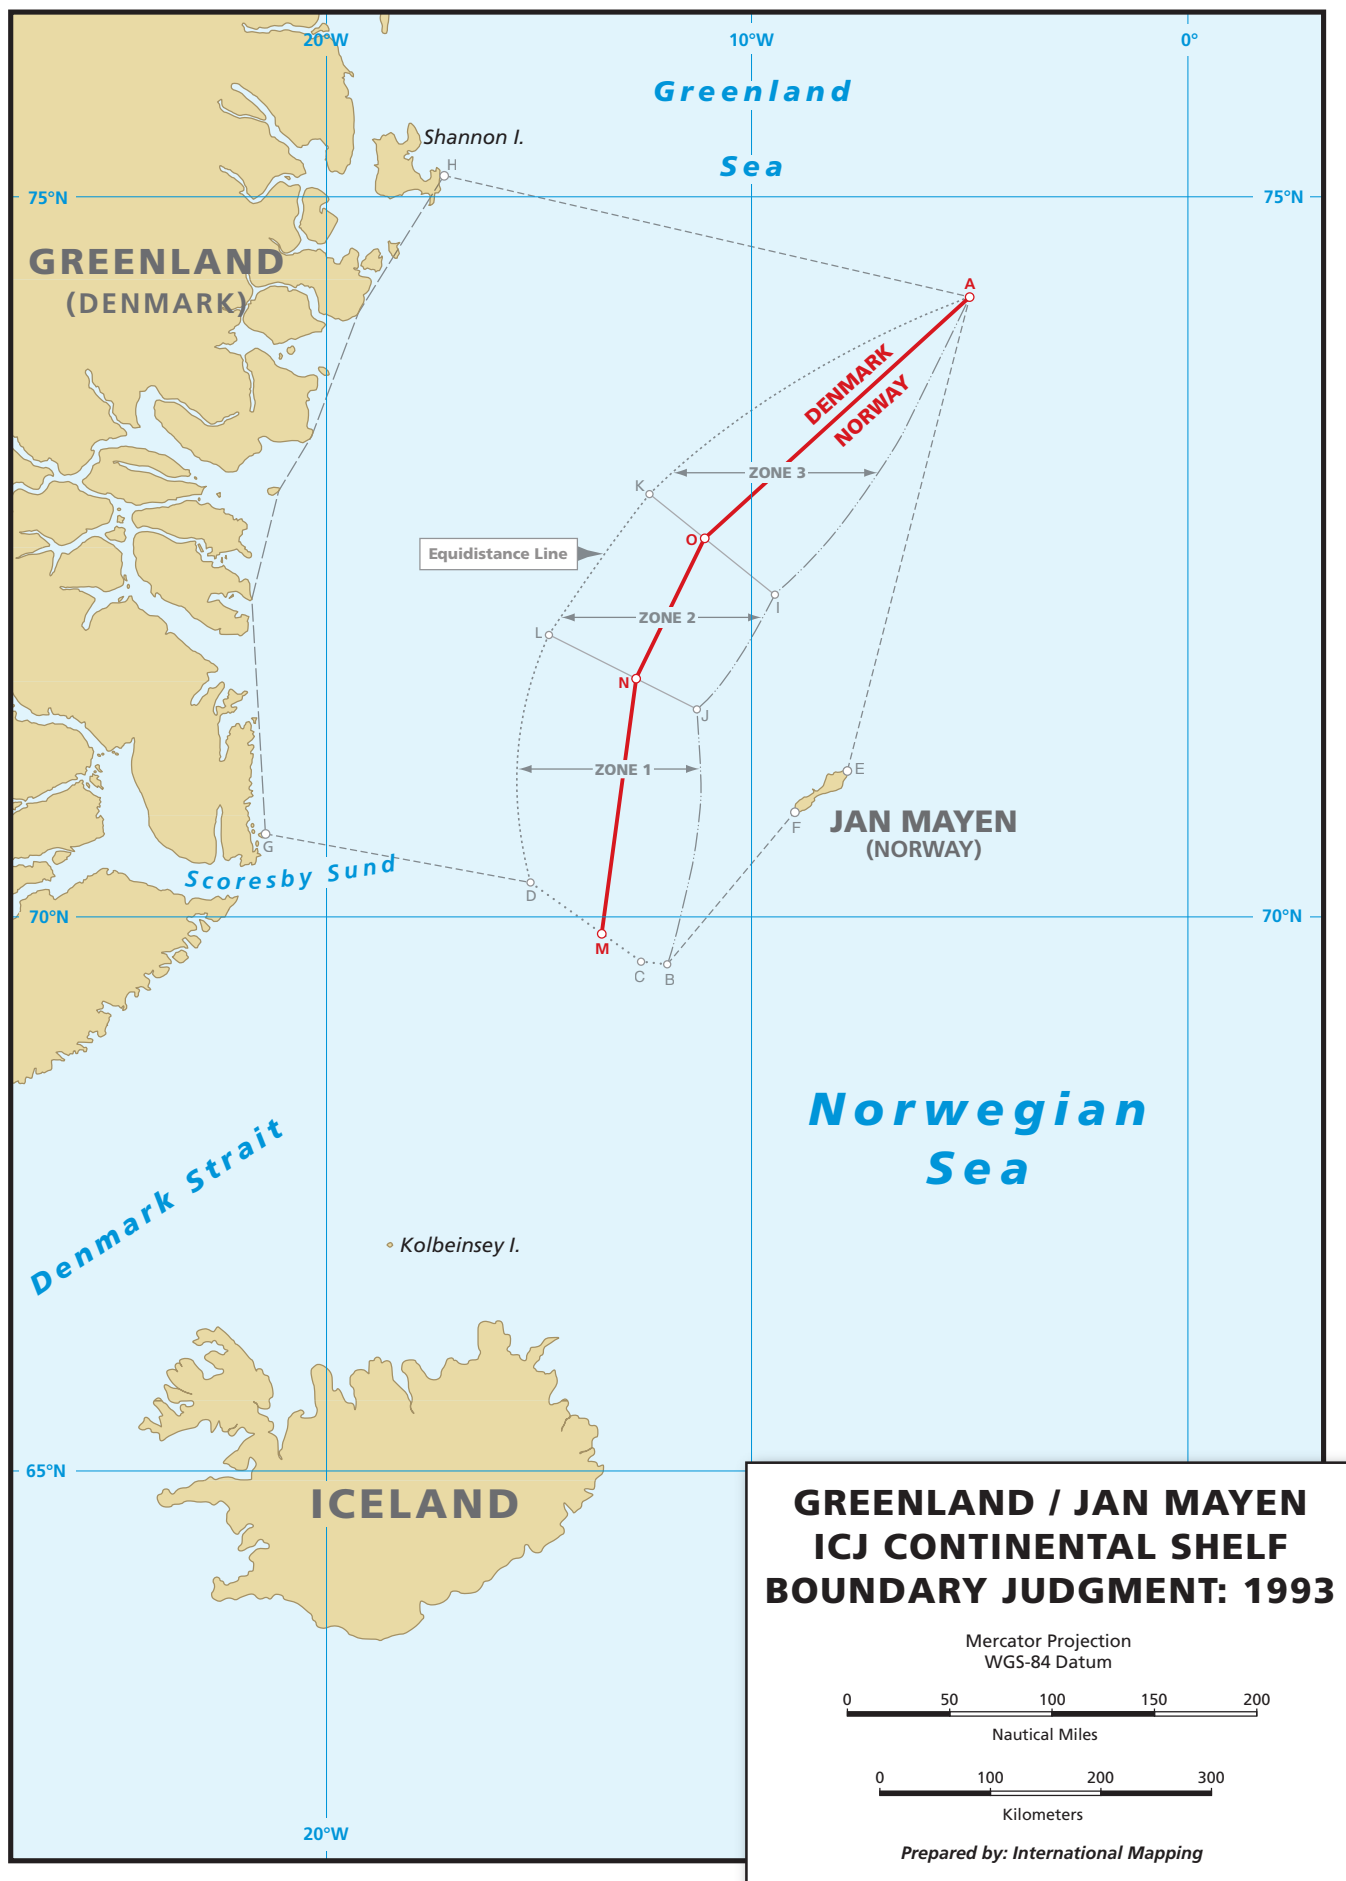 20°W
10°W
0°
Greenland
Sea
Shannon I.
H
75°N
75°N
GREENLAND
(DENMARK)
A
DENMARK
NORWAY
ZONE 3
K
O
Equidistance Line
I
ZONE 2
L
N
J
ZONE 1
E
F
JAN MAYEN
(NORWAY)
G
Scoresby Sund
D
70°N
70°N
M
C
B
Norwegian
Sea
Denmark Strait
Kolbeinsey I.
65°N
ICELAND
20°W
GREENLAND / JAN MAYEN
ICJ CONTINENTAL SHELF
BOUNDARY JUDGMENT: 1993
Mercator Projection
WGS-84 Datum
0 50 100 150 200
Nautical Miles
0 100 200 300
Kilometers
Prepared by: International Mapping